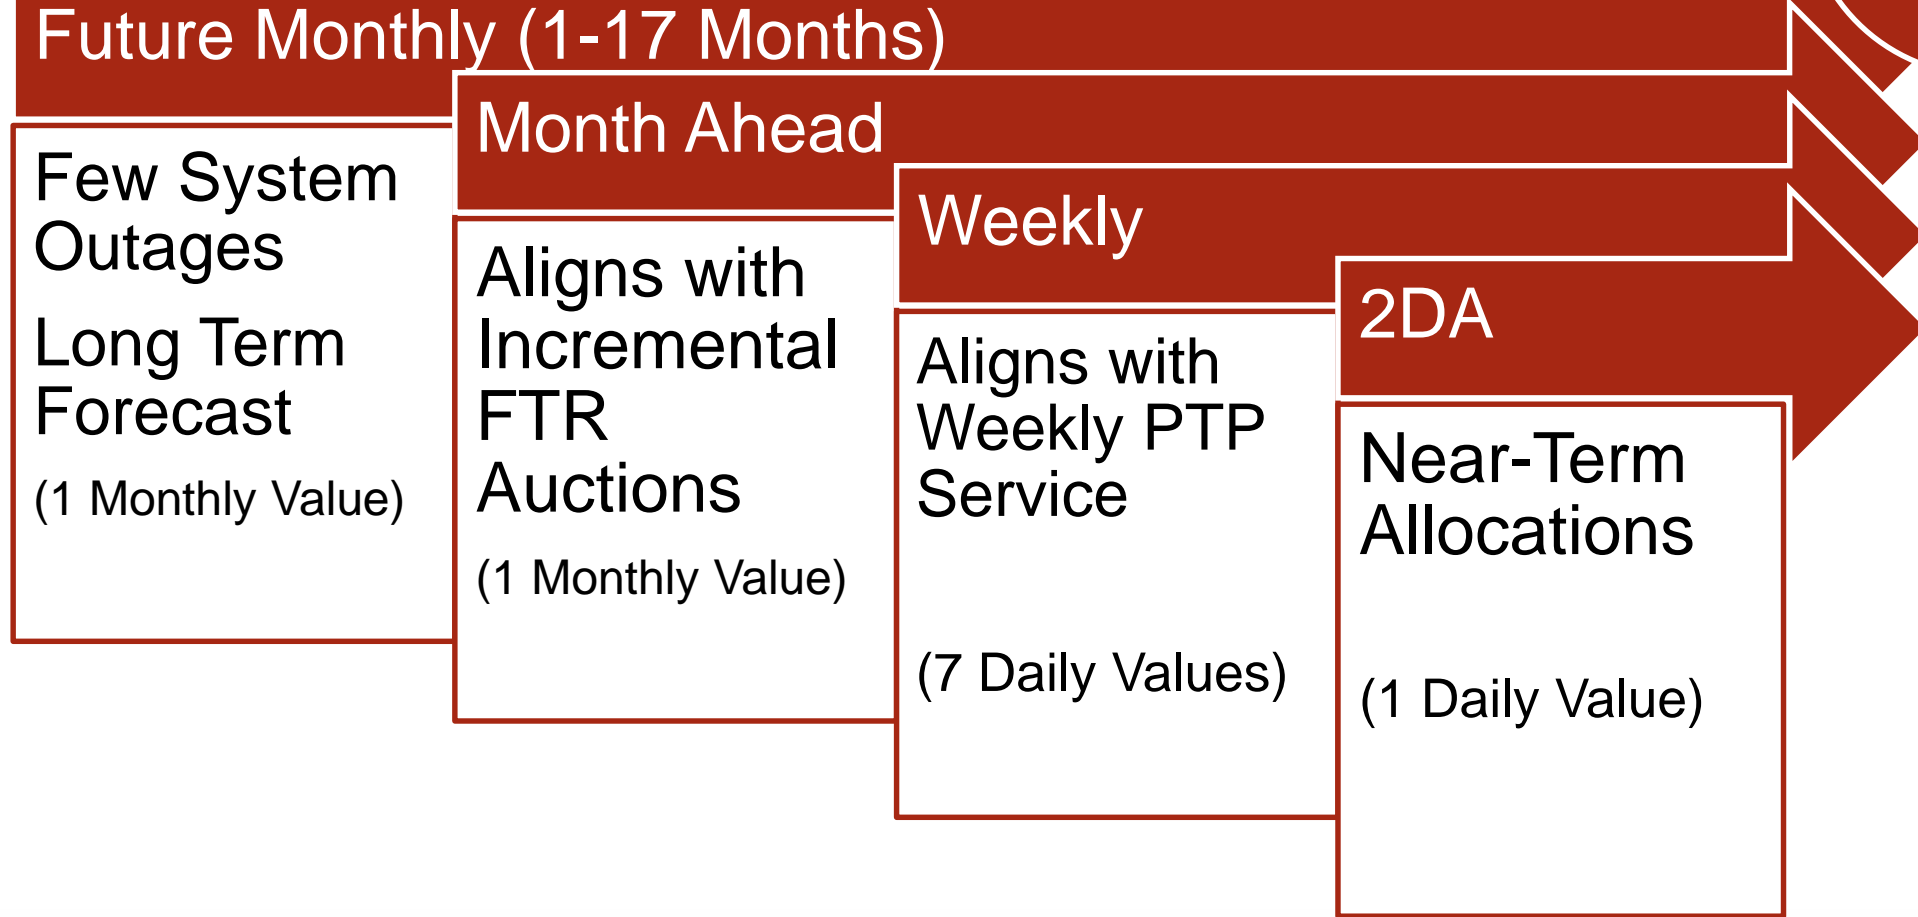 Future Monthly (1-17 Months)
Few System
Outages
Long Term
Forecast
(1 Monthly Value)
Month Ahead
Aligns with
Incremental
FTR
Auctions
(1 Monthly Value)
Weekly
Aligns with
Weekly PTP
Service
(7 Daily Values)
2DA
Near-Term
Allocations
(1 Daily Value)